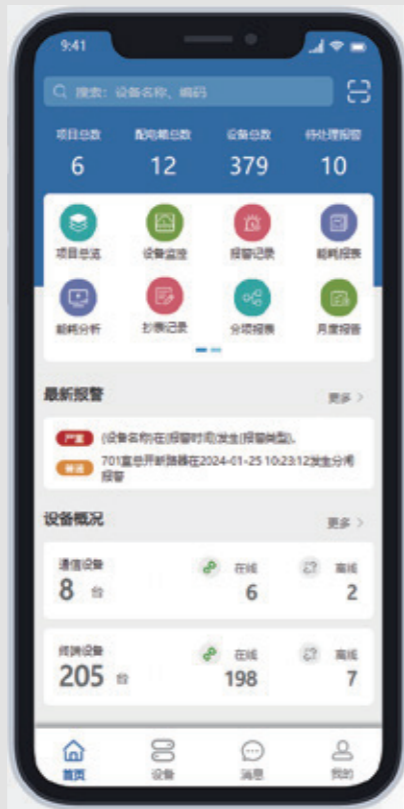 9:41
搜索：设备名称、编码
项目总数 配电箱总数 设备总数 待处理报警
6 12 379 10
项目总览 设备监控 报警记录 能耗报表
能耗分析 抄表记录 分项报表 月度报告
最新报警 更多
严重 (设备名称)在[报警时间]发生[报警类型]。
普通 701室总开断路器在2024-01-25 10:23:12发生分闸
报警
设备概况 更多
通信设备 在线 离线
8 台 6 2
终端设备 在线 离线
205 台 198 7
首页 设备 消息 我的